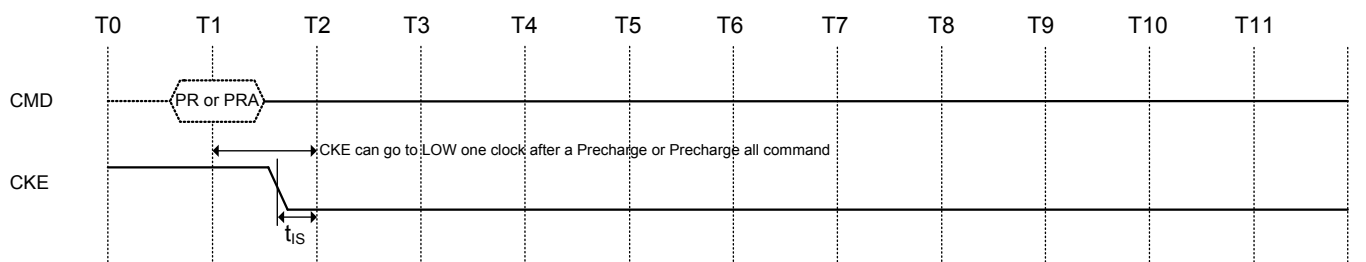 T0 T1 T2 T3 T4 T5 T6 T7 T8 T9 T10 T11
CMD PR or PRA
CKE can go to LOW one clock after a Precharge or Precharge all command
CKE
tIS